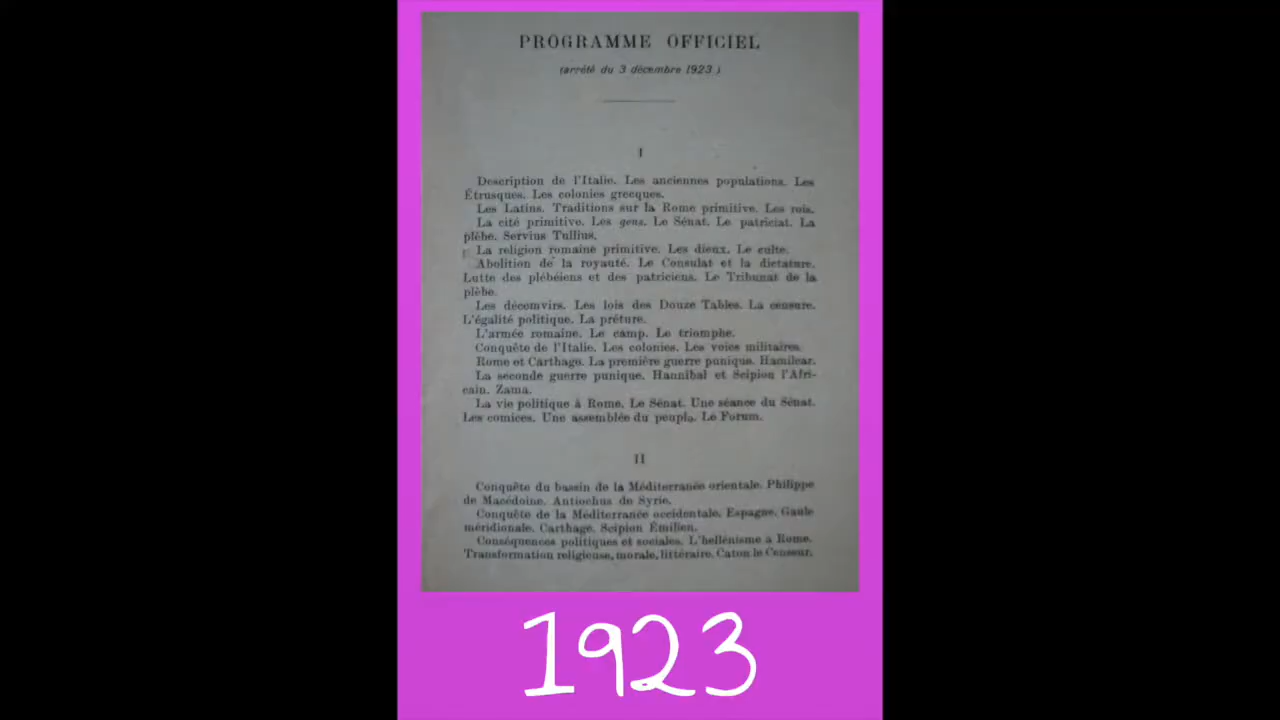 PROGRAMME OFFICIEL
(arrêté du 3 décembre 1923)
I
Description de l'Italie. Les anciennes populations. Les
Étrusques. Les colonies grecques.
Les Latins. Traditions sur la Rome primitive. Les rois.
La cité primitive. Les gens. Le Sénat. Le patriciat. La
plèbe. Servius Tullius.
La religion romaine primitive. Les dieux. Le culte.
Abolition de la royauté. Le Consulat et la dictature.
Lutte des plébéiens et des patriciens. Le Tribunat de la
plèbe.
Les décemvirs. Les lois des Douze Tables. La censure.
L'égalité politique. La préture.
L'armée romaine. Le camp. Le triomphe.
Conquête de l'Italie. Les colonies. Les voies militaires.
Rome et Carthage. La première guerre punique. Hamilcar.
La seconde guerre punique. Hannibal et Scipion l'Afri-
cain. Zama.
La vie politique à Rome. Le Sénat. Une séance du Sénat.
Les comices. Une assemblée du peuple. Le Forum.
II
Conquête du bassin de la Méditerranée orientale. Philippe
de Macédoine. Antiochus de Syrie.
Conquête de la Méditerranée occidentale. Espagne. Gaule
méridionale. Carthage. Scipion Émilien.
Conséquences politiques et sociales. L'hellénisme à Rome.
Transformation religieuse, morale, littéraire. Caton le Censeur.
1923